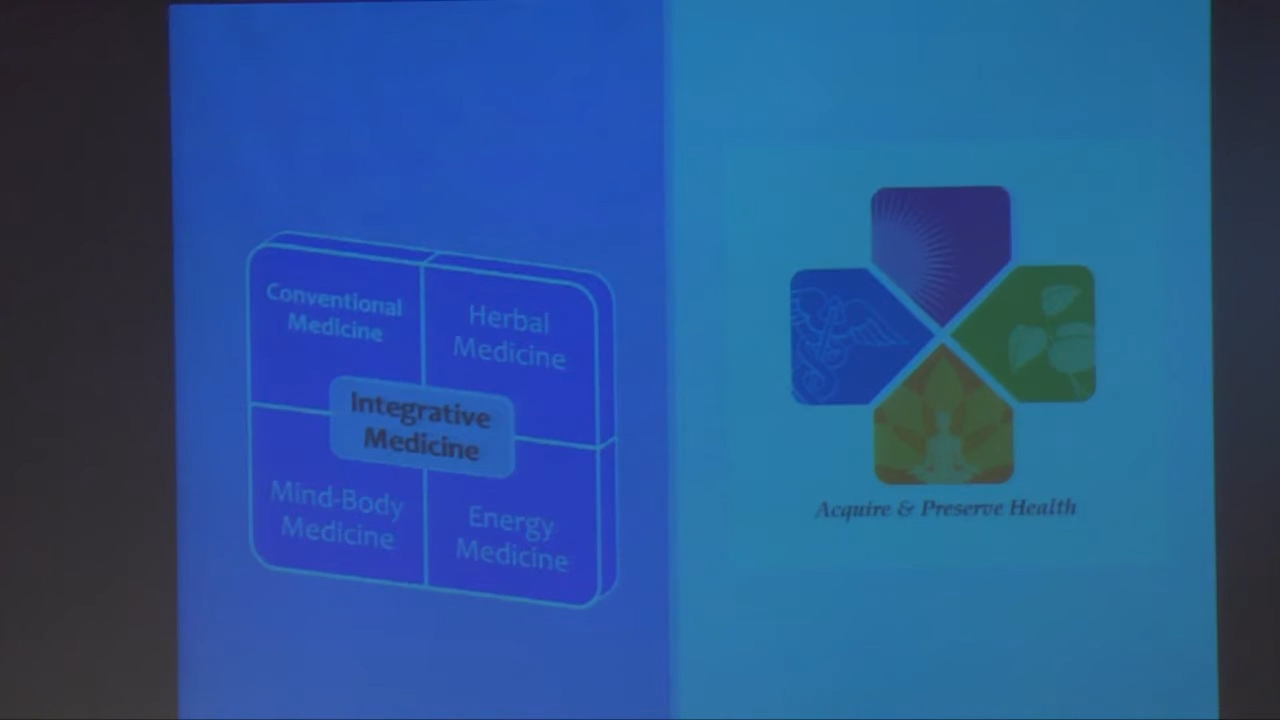 Conventional
Medicine
Herbal
Medicine
Integrative
Medicine
Mind-Body
Medicine
Energy
Medicine
Acquire & Preserve Health